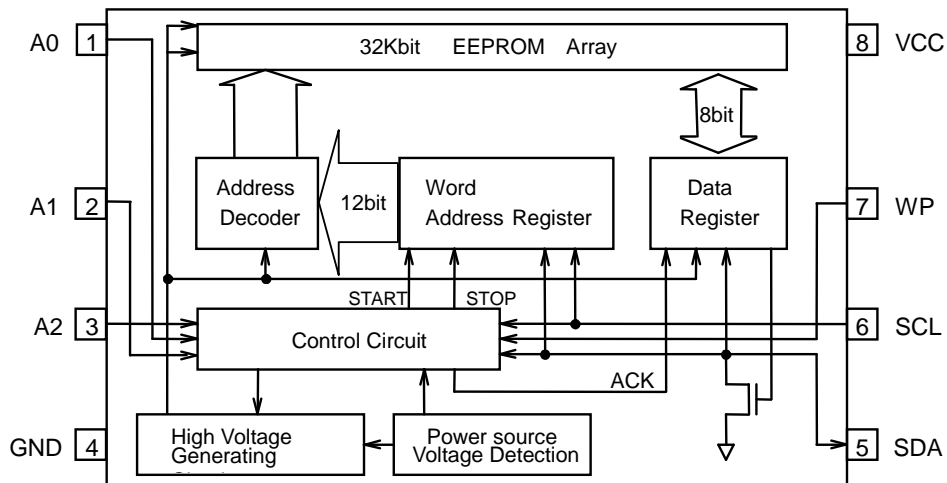 A0 1
32Kbit EEPROM Array
8 VCC
8bit
A1 2
Address
Decoder
12bit
Word
Address Register
Data
Register
7 WP
START
STOP
A2 3
Control Circuit
6 SCL
ACK
GND 4
High Voltage
Generating
Power source
Voltage Detection
5 SDA